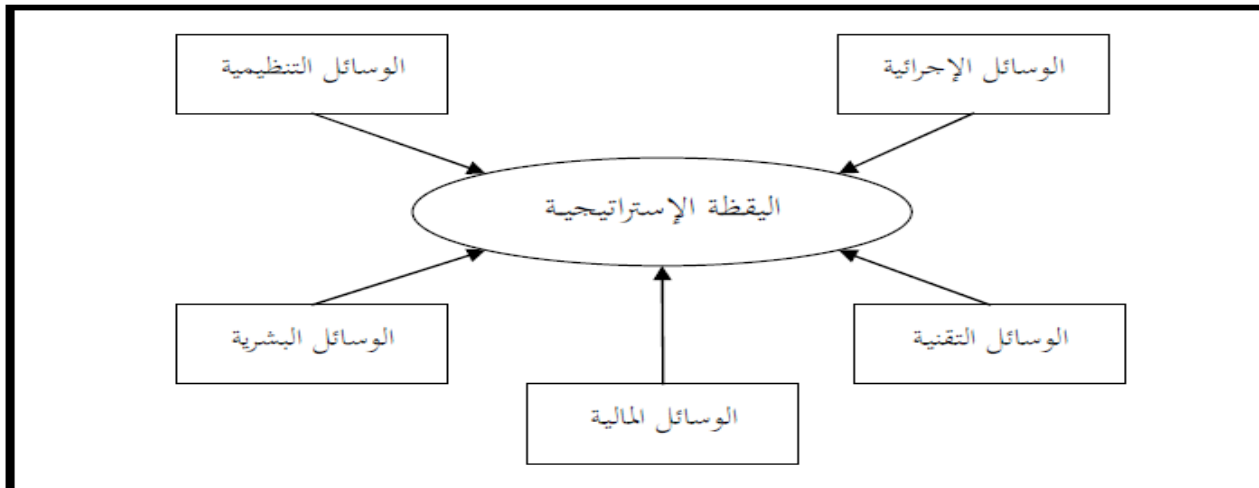 الوسائل الإجرائية
الوسائل التنظيمية
اليقظة الإستراتيجية
الوسائل التقنية
الوسائل البشرية
الوسائل المالية